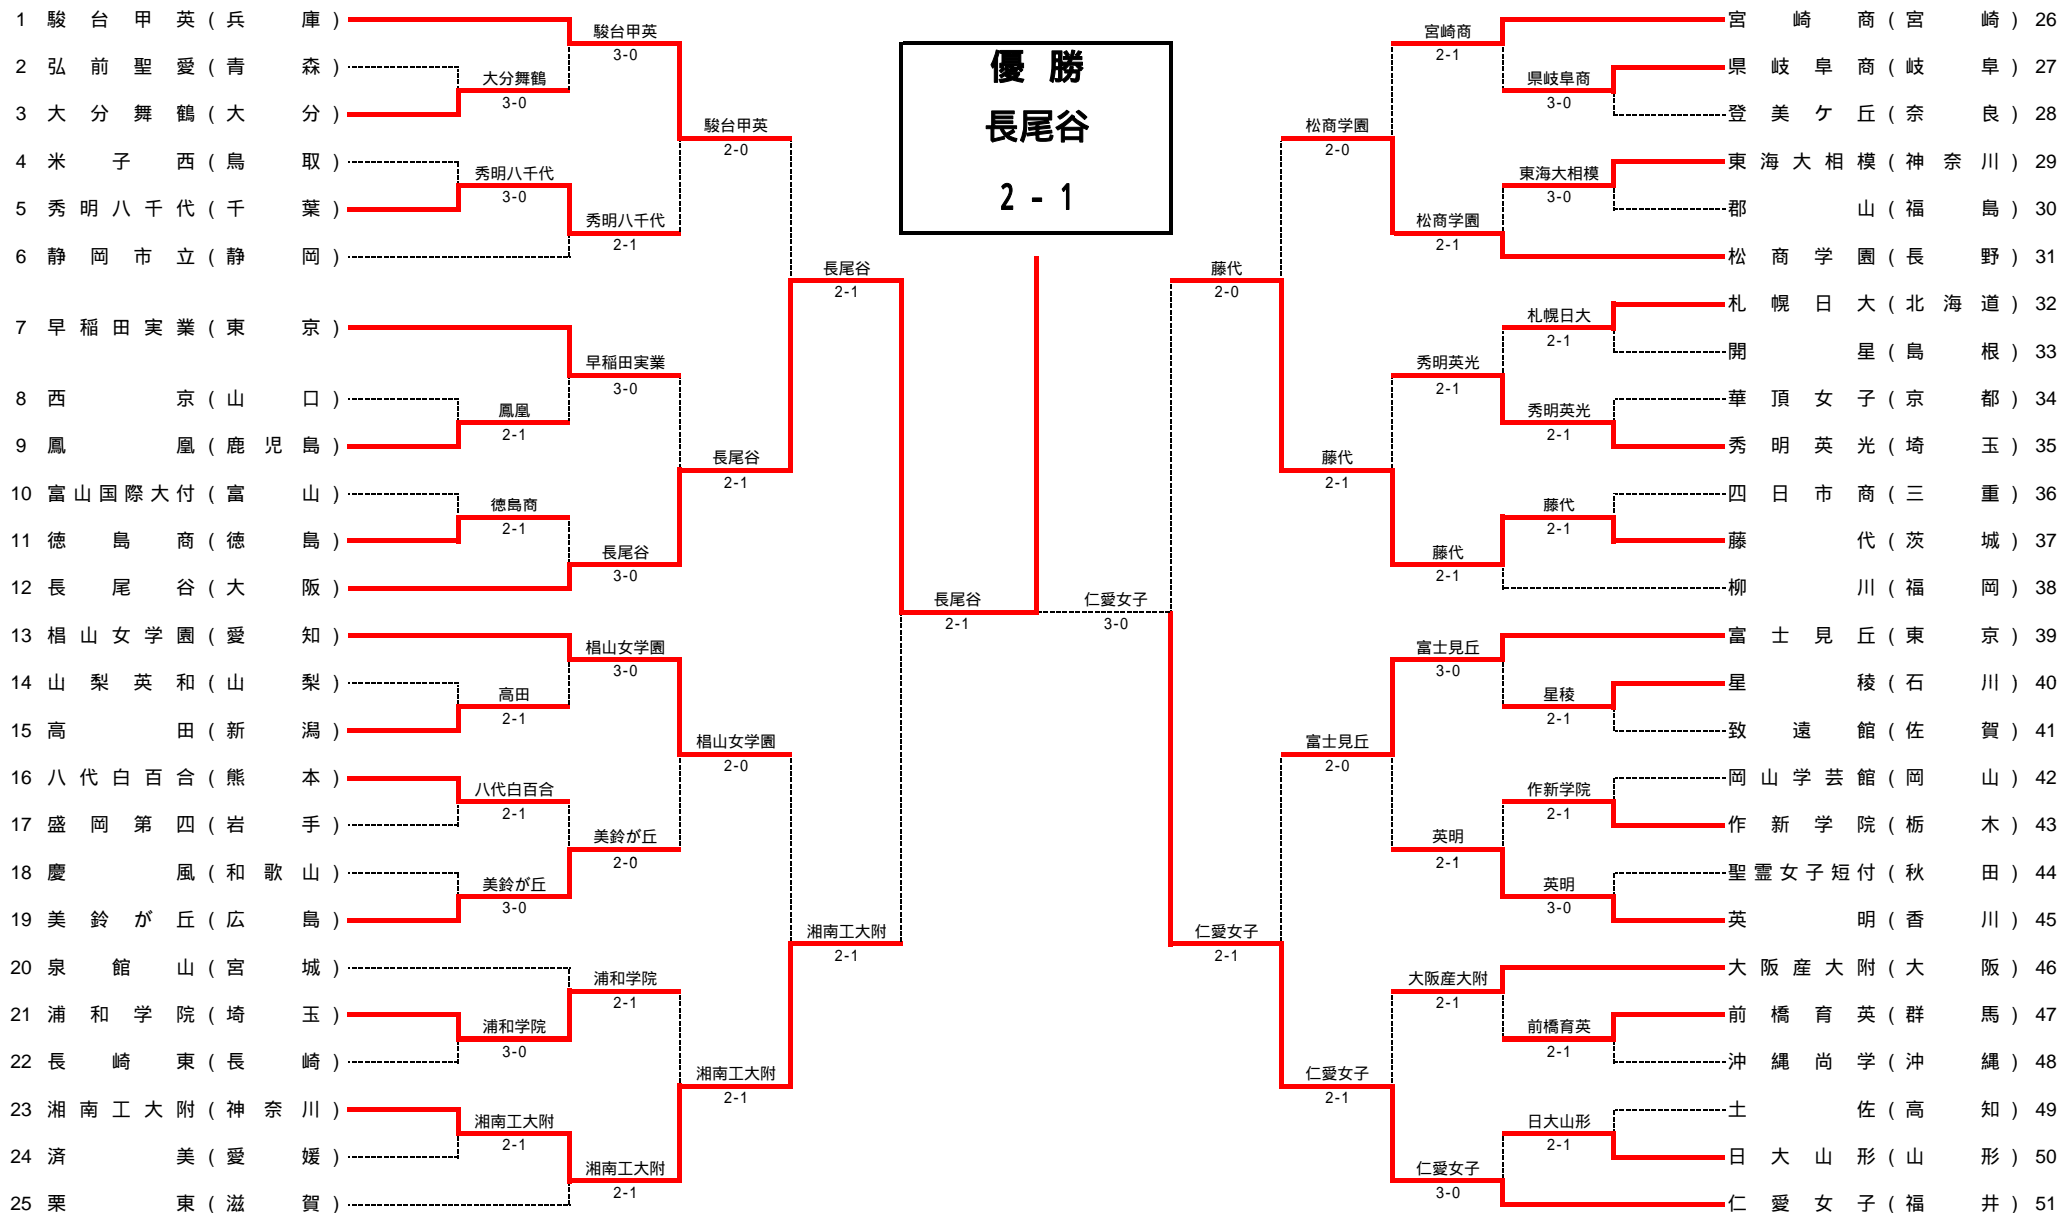 1 駿台甲英 (兵庫)
2 弘前聖愛 (青森)
3 大分舞鶴 (大分)
4 米子西 (鳥取)
5 秀明八千代 (千葉)
6 静岡市立 (静岡)
7 早稲田実業 (東京)
8 西京 (山口)
9 鳳凰 (鹿児島)
10 富山国際大付 (富山)
11 徳島商 (徳島)
12 長尾谷 (大阪)
13 椙山女学園 (愛知)
14 山梨英和 (山梨)
15 高田 (新潟)
16 八代白百合 (熊本)
17 盛岡第四 (岩手)
18 慶風 (和歌山)
19 美鈴が丘 (広島)
20 泉館山 (宮城)
21 浦和学院 (埼玉)
22 長崎東 (長崎)
23 湘南工大附 (神奈川)
24 済美 (愛媛)
25 栗東 (滋賀)
大分舞鶴
3-0
秀明八千代
3-0
鳳凰
2-1
徳島商
2-1
高田
2-1
八代白百合
2-1
美鈴が丘
3-0
浦和学院
3-0
湘南工大附
2-1
駿台甲英
3-0
秀明八千代
2-1
早稲田実業
3-0
長尾谷
3-0
椙山女学園
3-0
美鈴が丘
2-0
浦和学院
2-1
湘南工大附
2-1
駿台甲英
2-0
長尾谷
2-1
椙山女学園
2-0
湘南工大附
2-1
長尾谷
2-1
湘南工大附
2-1
優勝
長尾谷
2-1
長尾谷
2-1
仁愛女子
3-0
藤代
2-0
仁愛女子
2-1
松商学園
2-0
藤代
2-1
富士見丘
2-0
仁愛女子
2-1
宮崎商
2-1
松商学園
2-1
秀明英光
2-1
藤代
2-1
富士見丘
3-0
英明
2-1
大阪産大附
2-1
仁愛女子
3-0
県岐阜商
3-0
東海大相模
3-0
札幌日大
2-1
秀明英光
2-1
藤代
2-1
星稜
2-1
作新学院
2-1
英明
3-0
前橋育英
2-1
日大山形
2-1
宮崎商 (宮崎) 26
県岐阜商 (岐阜) 27
登美ケ丘 (奈良) 28
東海大相模 (神奈川) 29
郡山 (福島) 30
松商学園 (長野) 31
札幌日大 (北海道) 32
開星 (島根) 33
華頂女子 (京都) 34
秀明英光 (埼玉) 35
四日市商 (三重) 36
藤代 (茨城) 37
柳川 (福岡) 38
富士見丘 (東京) 39
星稜 (石川) 40
致遠館 (佐賀) 41
岡山学芸館 (岡山) 42
作新学院 (栃木) 43
聖霊女子短付 (秋田) 44
英明 (香川) 45
大阪産大附 (大阪) 46
前橋育英 (群馬) 47
沖縄尚学 (沖縄) 48
土佐 (高知) 49
日大山形 (山形) 50
仁愛女子 (福井) 51